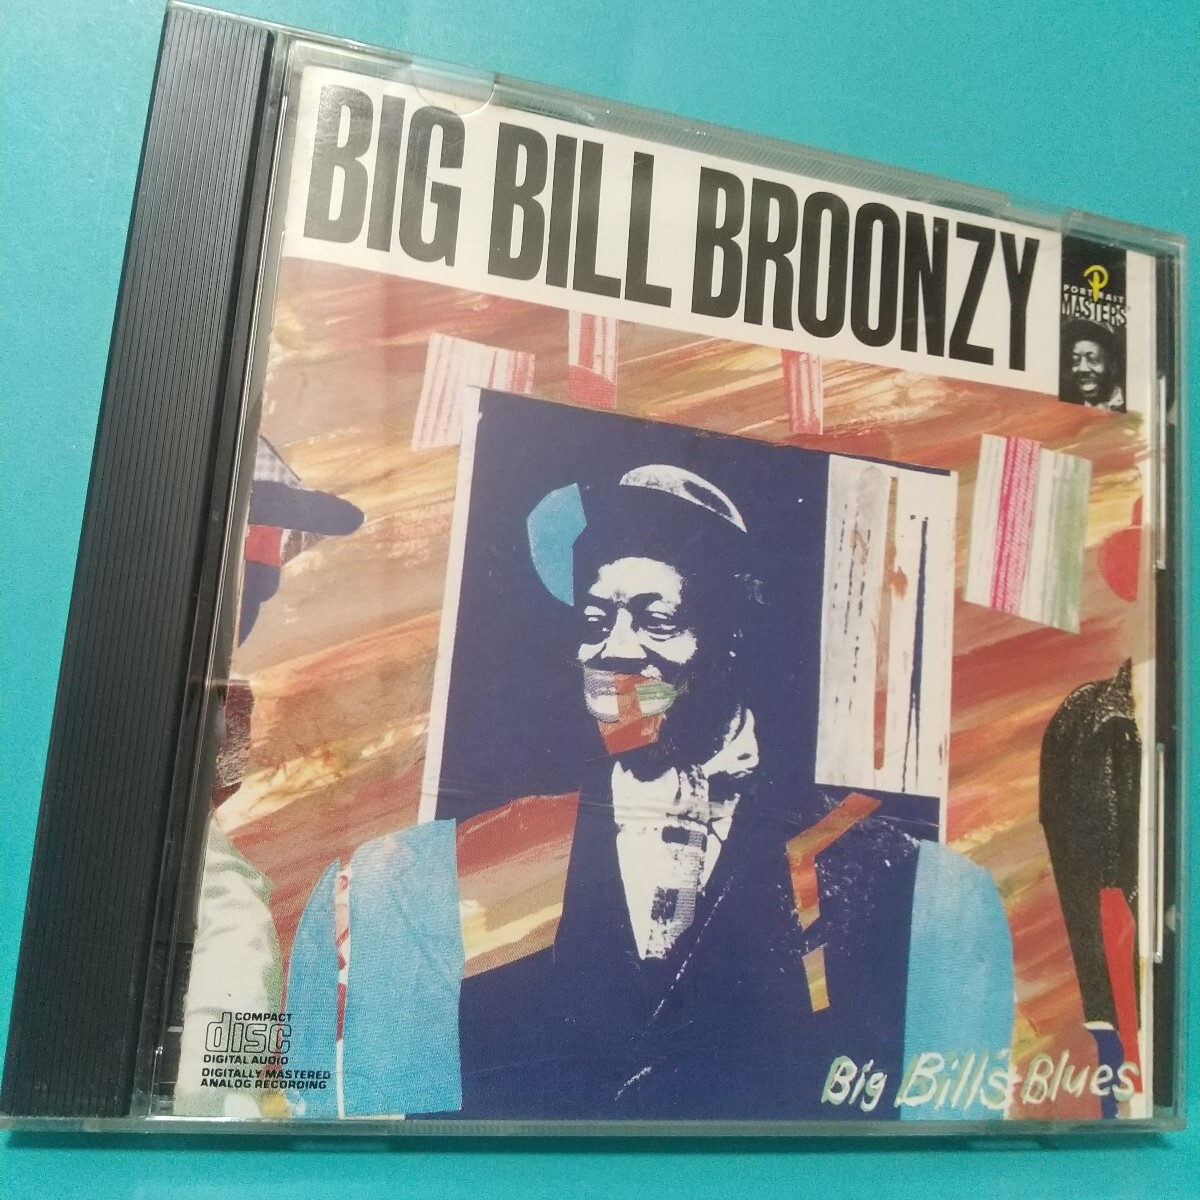 BIG BILL BROONZY
PORTRAIT
MASTERS
COMPACT
disc
DIGITAL AUDIO
DIGITALLY MASTERED
ANALOG RECORDING
Big Bill's Blues